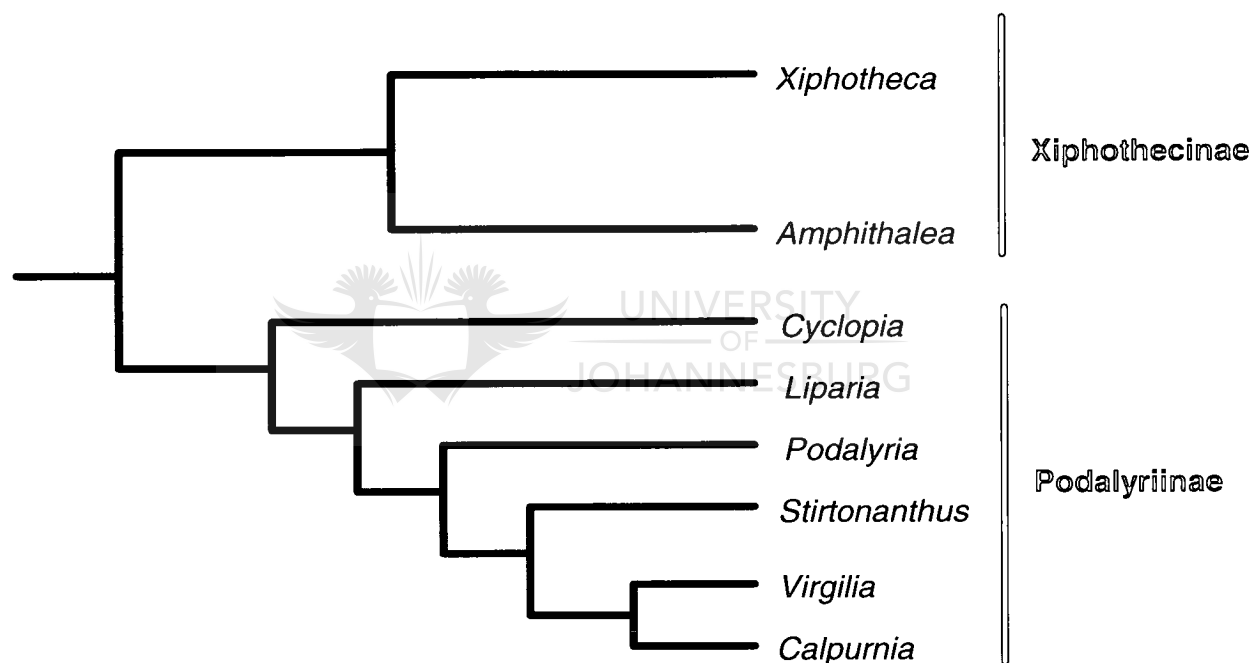 Xiphotheca
Xiphothecinae
Amphithalea
UNIVERSITY
OF
JOHANNESBURG
Cyclopia
Liparia
Podalyria
Podalyriinae
Stirtonanthus
Virgilia
Calpurnia